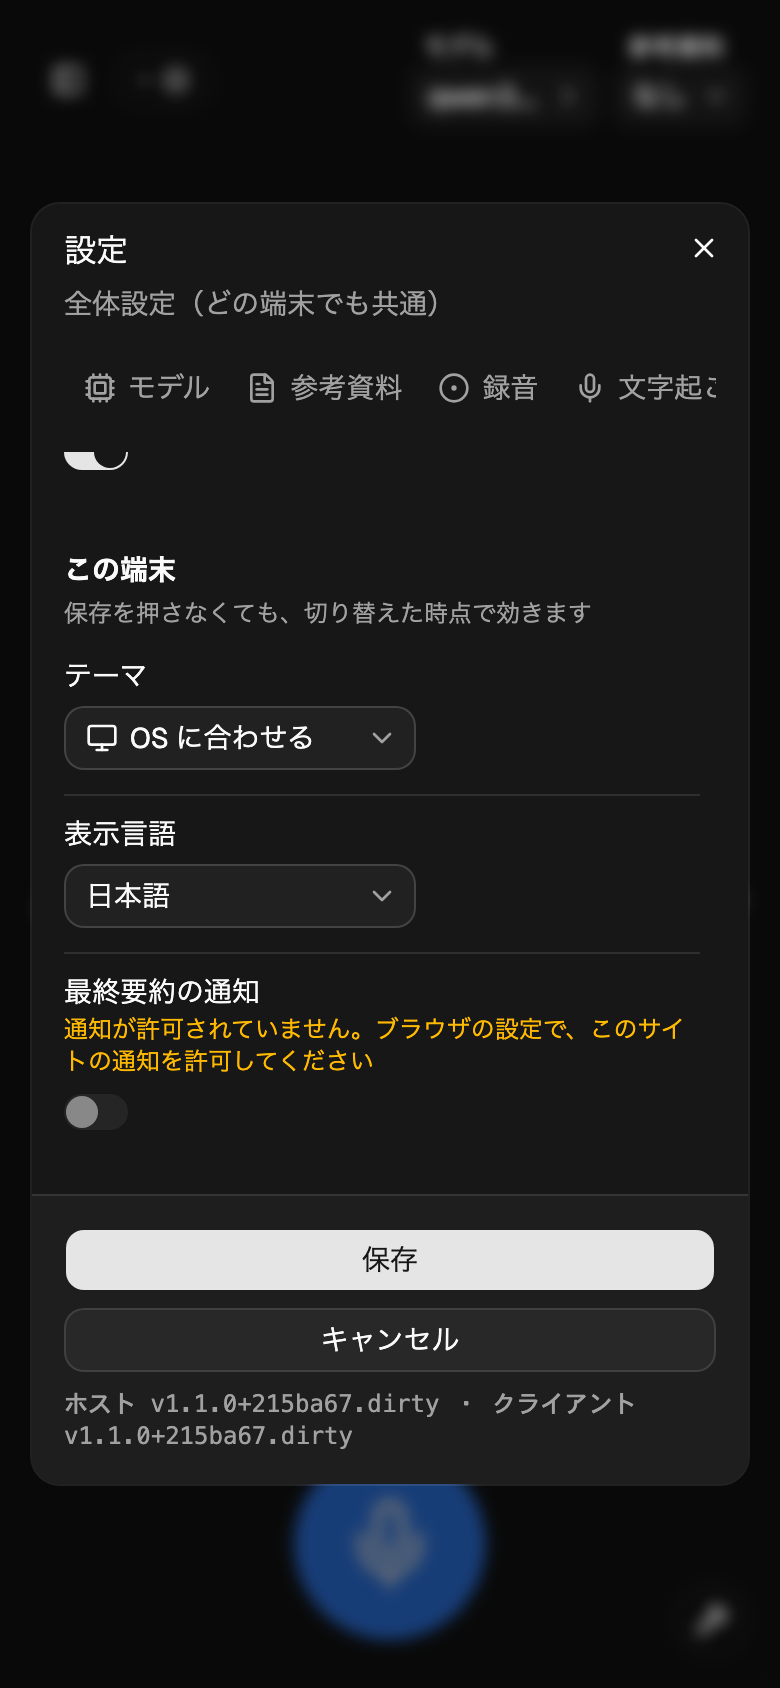 設定
全体設定（どの端末でも共通）
モデル 参考資料 録音 文字起こ
この端末
保存を押さなくても、切り替えた時点で効きます
テーマ
OS に合わせる
表示言語
日本語
最終要約の通知
通知が許可されていません。ブラウザの設定で、このサイ
トの通知を許可してください
保存
キャンセル
ホスト v1.1.0+215ba67.dirty ・ クライアント
v1.1.0+215ba67.dirty